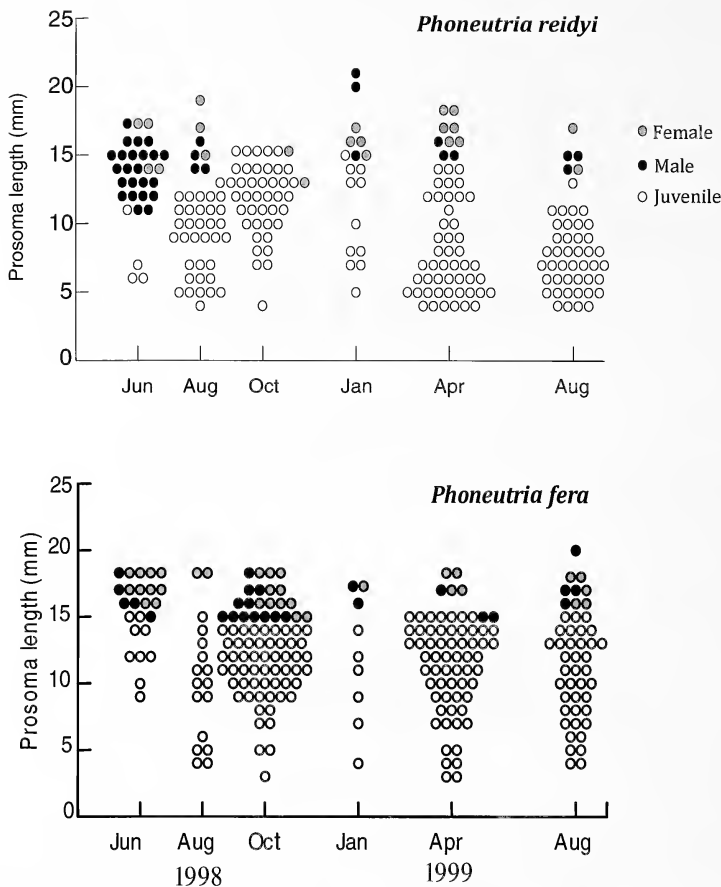 Phoneutria reidyi
Prosoma length (mm)
25
20
15
10
5
0
Jun Aug Oct Jan Apr Aug
Female
Male
Juvenile
Phoneutria fera
Prosoma length (mm)
25
20
15
10
5
0
Jun Aug Oct Jan Apr Aug
1998 1999